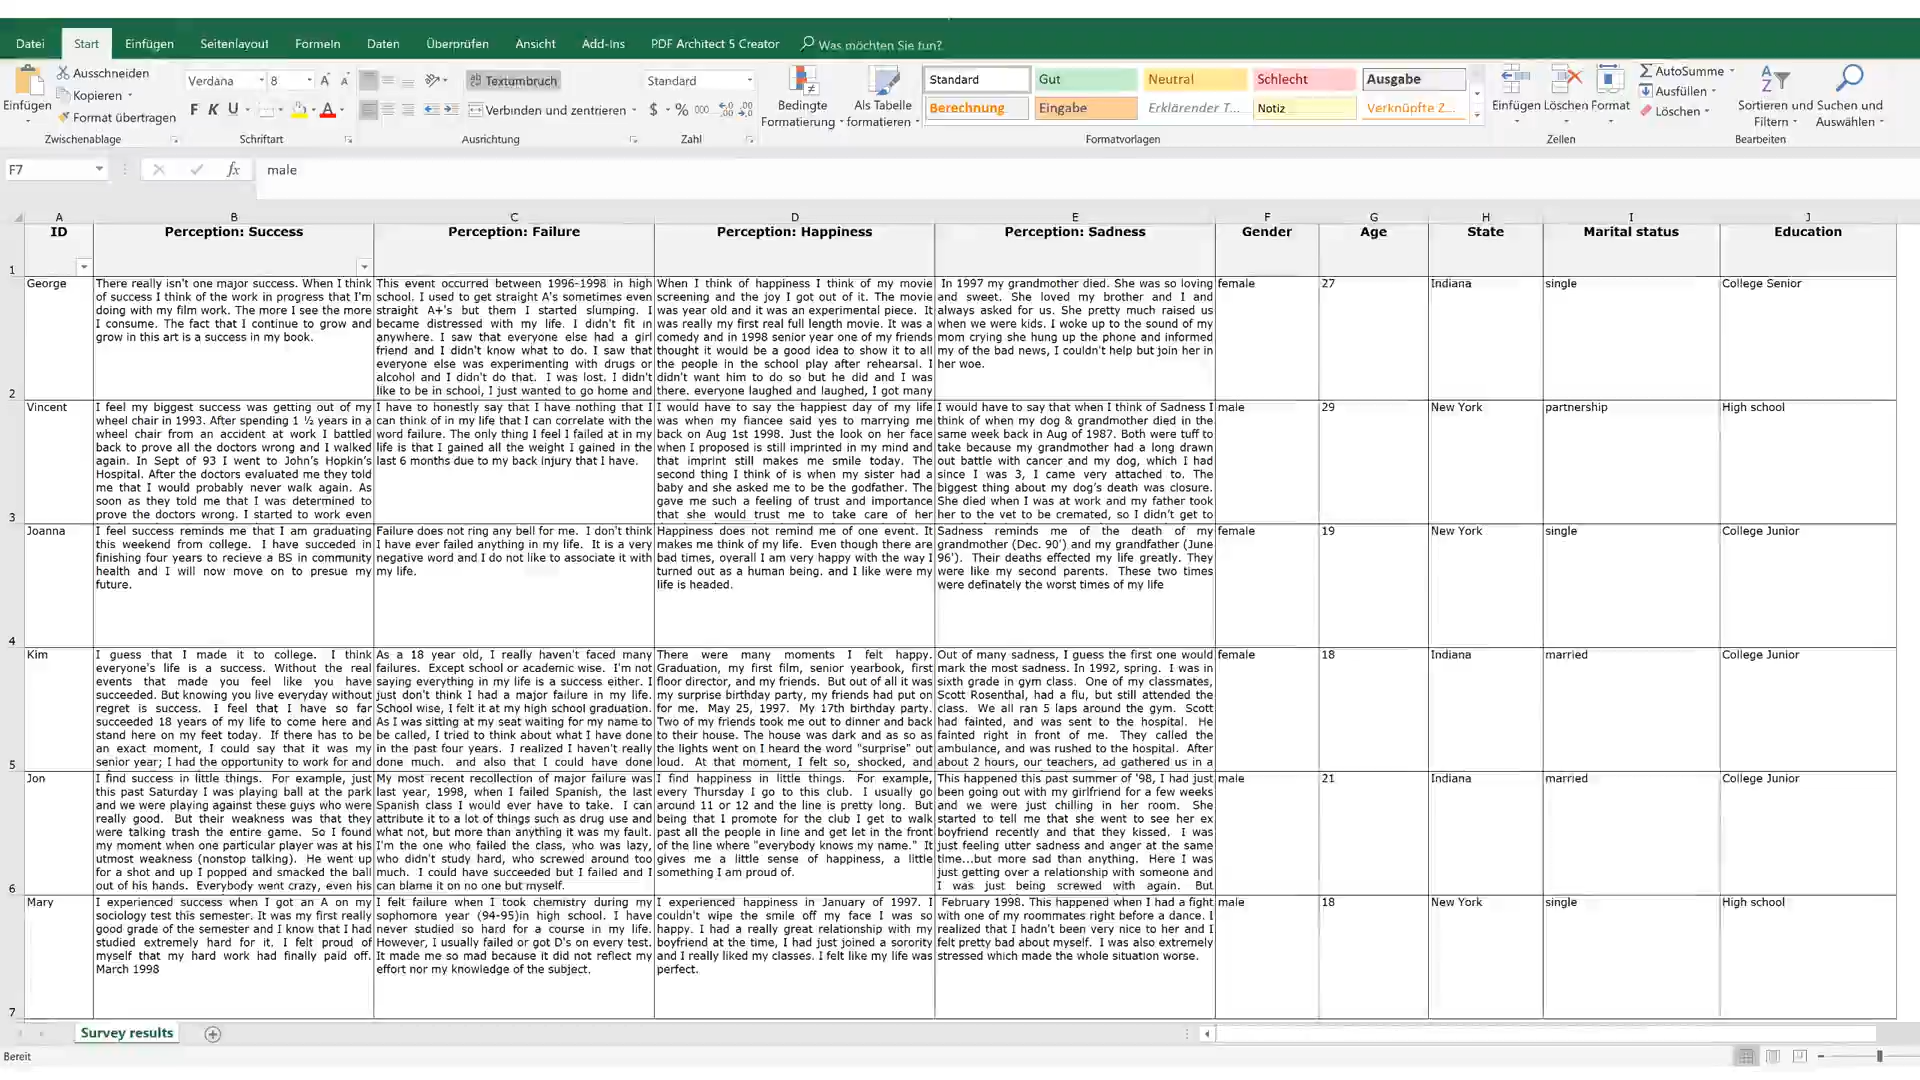 Datei Start Einfügen Seitenlayout Formeln Daten Überprüfen Ansicht Add-Ins PDF Architect 5 Creator Was möchten Sie tun?
Einfügen
Ausschneiden
Kopieren
Format übertragen
Zwischenablage
Verdana 8
F K U
Schriftart
Textumbruch
Verbinden und zentrieren
Ausrichtung
Standard
$ % 000
Zahl
Bedingte Formatierung
Als Tabelle formatieren
Standard Gut Neutral Schlecht Ausgabe
Berechnung Eingabe Erklärender T... Notiz Verknüpfte Z...
Formatvorlagen
Einfügen Löschen Format
Zellen
AutoSumme
Ausfüllen
Löschen
Sortieren und Filtern
Suchen und Auswählen
Bearbeiten
F7 fx male
A B C D E F G H I J
1 ID Perception: Success Perception: Failure Perception: Happiness Perception: Sadness Gender Age State Marital status Education
2
George
There really isn't one major success. When I think
of success I think of the work in progress that I'm
doing with my film work. The more I see the more
I consume. The fact that I continue to grow and
grow in this art is a success in my book.
This event occurred between 1996-1998 in high
school. I used to get straight A's sometimes even
straight A+'s but them I started slumping. I
became distressed with my life. I didn't fit in
anywhere. I saw that everyone else had a girl
friend and I didn't know what to do. I saw that
everyone else was experimenting with drugs or
alcohol and I didn't do that. I was lost. I didn't
like to be in school, I just wanted to go home and
When I think of happiness I think of my movie
screening and the joy I got out of it. The movie
was year old and it was an experimental piece. It
was really my first real full length movie. It was a
comedy and in 1998 senior year one of my friends
thought it would be a good idea to show it to all
the people in the school play after rehearsal. I
didn't want him to do so but he did and I was
there. everyone laughed and laughed, I got many
In 1997 my grandmother died. She was so loving
and sweet. She loved my brother and I and
always asked for us. She pretty much raised us
when we were kids. I woke up to the sound of my
mom crying she hung up the phone and informed
my of the bad news, I couldn't help but join her in
her woe.
female 27 Indiana single College Senior
3
Vincent
I feel my biggest success was getting out of my
wheel chair in 1993. After spending 1 ½ years in a
wheel chair from an accident at work I battled
back to prove all the doctors wrong and I walked
again. In Sept of 93 I went to John's Hopkin's
Hospital. After the doctors evaluated me they told
me that I would probably never walk again. As
soon as they told me that I was determined to
prove the doctors wrong. I started to work even
I have to honestly say that I have nothing that I
can think of in my life that I can correlate with the
word failure. The only thing I feel I failed at in my
life is that I gained all the weight I gained in the
last 6 months due to my back injury that I have.
I would have to say the happiest day of my life
was when my fiancee said yes to marrying me
back on Aug 1st 1998. Just the look on her face
when I proposed is still imprinted in my mind and
that imprint still makes me smile today. The
second thing I think of is when my sister had a
baby and she asked me to be the godfather. The
gave me such a feeling of trust and importance
that she would trust me to take care of her
I would have to say that when I think of Sadness I
think of when my dog & grandmother died in the
same week back in Aug of 1987. Both were tuff to
take because my grandmother had a long drawn
out battle with cancer and my dog, which I had
since I was 3, I came very attached to. The
biggest thing about my dog's death was closure.
She died when I was at work and my father took
her to the vet to be cremated, so I didn't get to
male 29 New York partnership High school
4
Joanna
I feel success reminds me that I am graduating
this weekend from college. I have succeded in
finishing four years to recieve a BS in commuity
health and I will now move on to presue my
future.
Failure does not ring any bell for me. I don't think
I have ever failed anything in my life. It is a very
negative word and I do not like to associate it with
my life.
Happiness does not remind me of one event. It
makes me think of my life. Even though there are
bad times, overall I am very happy with the way I
turned out as a human being. and I like were my
life is headed.
Sadness reminds me of the death of my
grandmother (Dec. 90') and my grandfather (June
96'). Their deaths effected my life greatly. They
were like my second parents. These two times
were definately the worst times of my life
female 19 New York single College Junior
5
Kim
I guess that I made it to college. I think
everyone's life is a success. Without the real
events that made you feel like you have
succeeded. But knowing you live everyday without
regret is success. I feel that I have so far
succeeded 18 years of my life to come here and
stand here on my feet today. If there has to be
an exact moment, I could say that it was my
senior year; I had the opportunity to work for and
As a 18 year old, I really haven't faced many
failures. Except school or academic wise. I'm not
saying everything in my life is a success either. I
just don't think I had a major failure in my life.
School wise, I felt it at my high school graduation.
As I was sitting at my seat waiting for my name to
be called, I tried to think about what I have done
in the past four years. I realized I haven't really
done much. and also that I could have done
There were many moments I felt happy.
Graduation, my first film, senior yearbook, first
floor director, and my friends. But out of all it was
my surprise birthday party, my friends had put on
for me. May 25, 1997. My 17th birthday party.
Two of my friends took me out to dinner and back
to their house. The house was dark and as so as
the lights went on I heard the word "surprise" out
loud. At that moment, I felt so, shocked, and
Out of many sadness, I guess the first one would
mark the most sadness. In 1992, spring. I was in
sixth grade in gym class. One of my classmates,
Scott Rosenthal, had a flu, but still attended the
class. We all ran 5 laps around the gym. Scott
had fainted, and was sent to the hospital. He
fainted right in front of me. They called the
ambulance, and was rushed to the hospital. After
about 2 hours, our teachers, ad gathered us in a
female 18 Indiana married College Junior
6
Jon
I find success in little things. For example, just
this past Saturday I was playing ball at the park
and we were playing against these guys who were
really good. But their weakness was that they
were talking trash the entire game. So I found
my moment when one particular player was at his
utmost weakness (nonstop talking). He went up
for a shot and up I popped and smacked the ball
out of his hands. Everybody went crazy, even his
My most recent recollection of major failure was
last year, 1998, when I failed Spanish, the last
Spanish class I would ever have to take. I can
attribute it to a lot of things such as drug use and
what not, but more than anything it was my fault.
I'm the one who failed the class, who was lazy,
who didn't study hard, who screwed around too
much. I could have succeeded but I failed and I
can blame it on no one but myself.
I find happiness in little things. For example,
every Thursday I go to this club. I usually go
around 11 or 12 and the line is pretty long. But
being that I promote for the club I get to walk
past all the people in line and get let in the front
of the line where "everybody knows my name." It
gives me a little sense of happiness, a little
something I am proud of.
This happened this past summer of '98, I had just
been going out with my girlfriend for a few weeks
and we were just chilling in her room. She
started to tell me that she went to see her ex
boyfriend recently and that they kissed. I was
just feeling utter sadness and anger at the same
time...but more sad than anything. Here I was
just getting over a relationship with someone and
I was just being screwed with again. But
male 21 Indiana married College Junior
7
Mary
I experienced success when I got an A on my
sociology test this semester. It was my first really
good grade of the semester and I know that I had
studied extremely hard for it. I felt proud of
myself that my hard work had finally paid off.
March 1998
I felt failure when I took chemistry during my
sophomore year (94-95)in high school. I have
never studied so hard for a course in my life.
However, I usually failed or got D's on every test.
It made me so mad because it did not reflect my
effort nor my knowledge of the subject.
I experienced happiness in January of 1997. I
couldn't wipe the smile off my face I was so
happy. I had a really great relationship with my
boyfriend at the time, I had just joined a sorority
and I really liked my classes. I felt like my life was
perfect.
February 1998. This happened when I had a fight
with one of my roommates right before a dance. I
realized that I hadn't been very nice to her and I
felt pretty bad about myself. I was also extremely
stressed which made the whole situation worse.
male 18 New York single High school
Survey results
Bereit